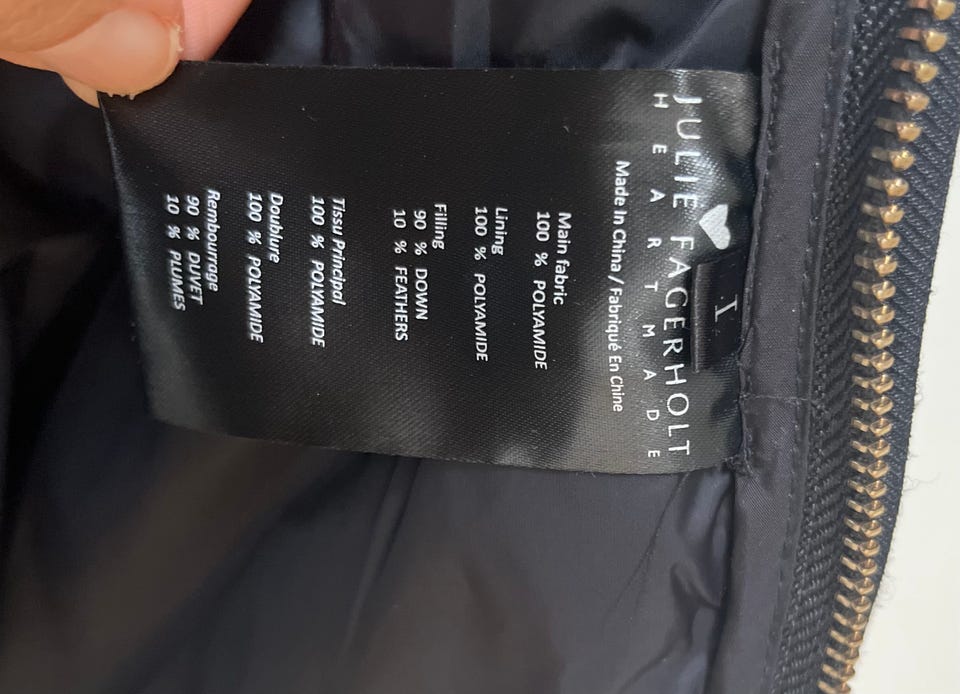 JULIE FAGERHOLT
HEARTMADE
Made In China / Fabriqué En Chine
Main fabric
100 % POLYAMIDE
Lining
100 % POLYAMIDE
Filling
90 % DOWN
10 % FEATHERS
Tissu Principal
100 % POLYAMIDE
Doublure
100 % POLYAMIDE
Rembourrage
90 % DUVET
10 % PLUMES